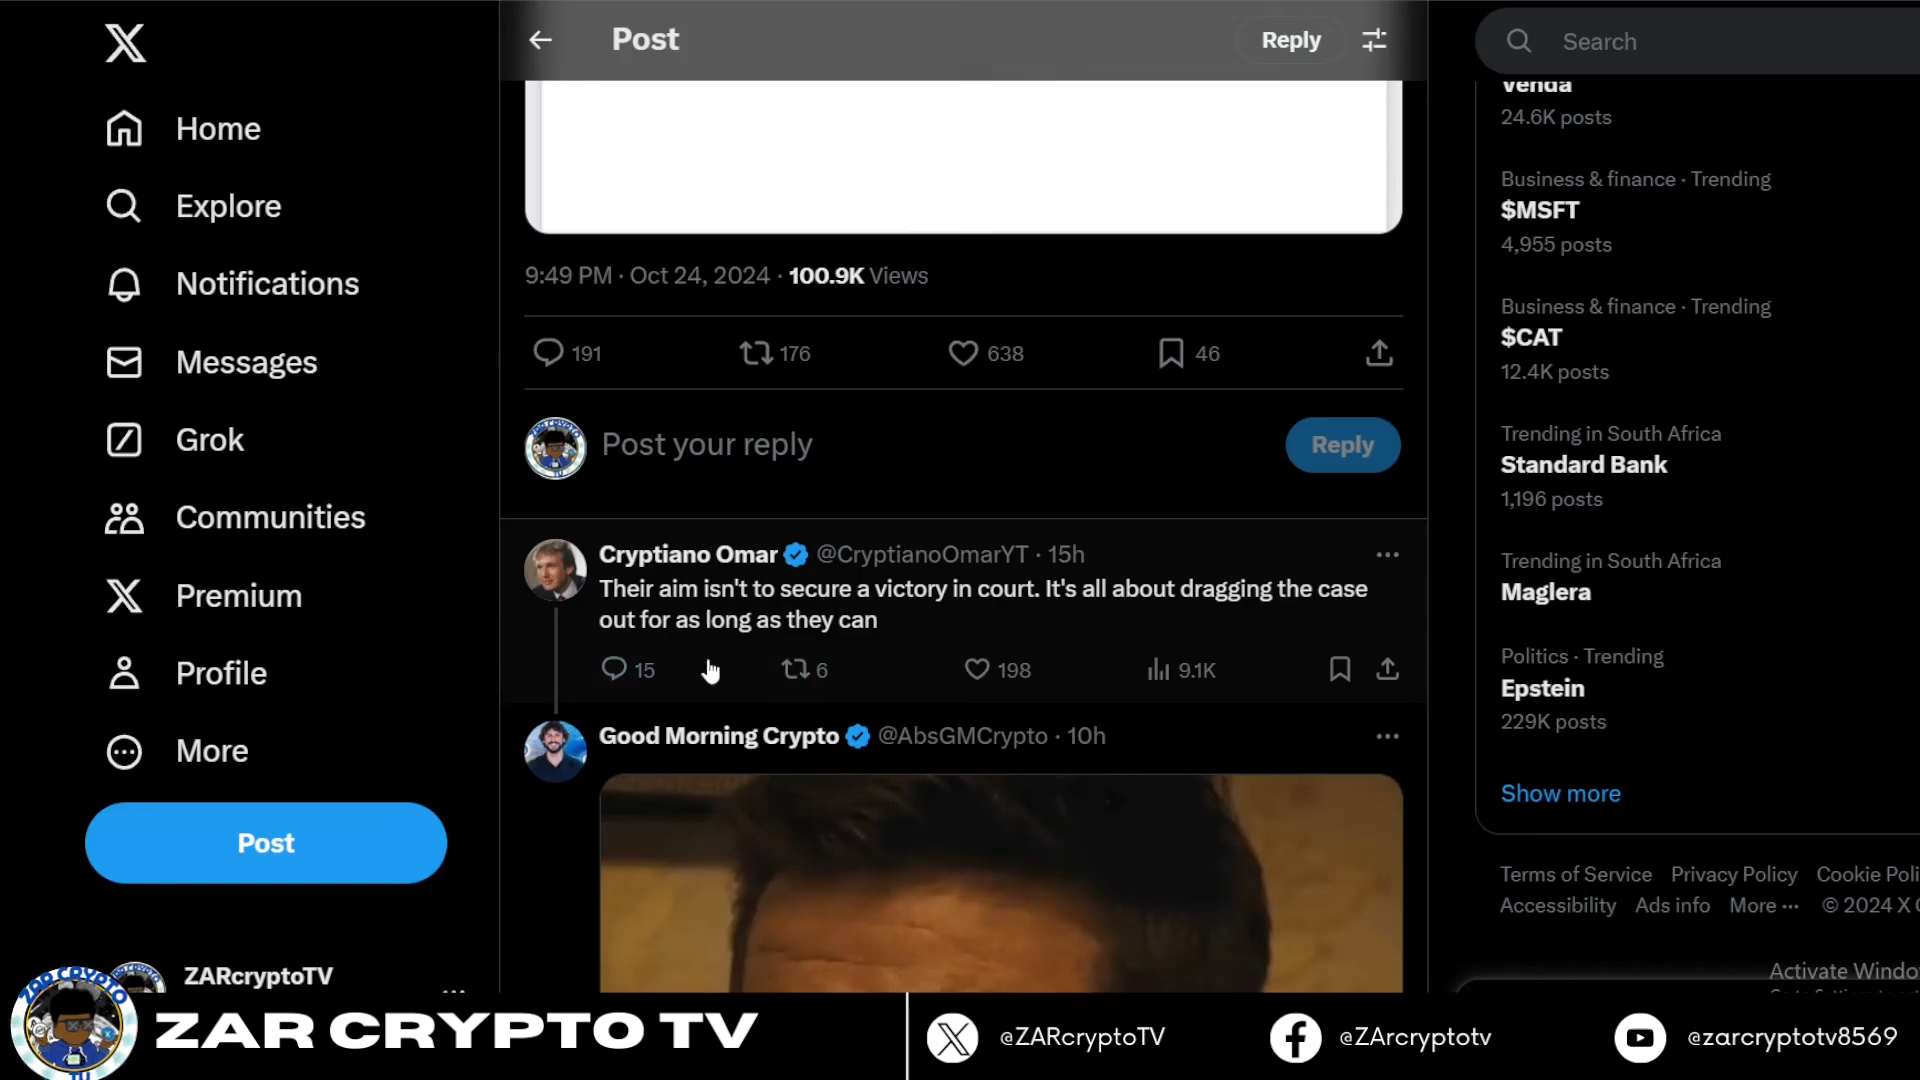 Home
Explore
Notifications
Messages
Grok
Communities
Premium
Profile
More
Post
ZARcryptoTV
Post
Reply
9:49 PM · Oct 24, 2024 · 100.9K Views
191
176
638
46
Post your reply
Reply
Cryptiano Omar @CryptianoOmarYT · 15h
Their aim isn't to secure a victory in court. It's all about dragging the case
out for as long as they can
15
6
198
9.1K
Good Morning Crypto @AbsGMCrypto · 10h
Search
Venda
24.6K posts
Business & finance · Trending
$MSFT
4,955 posts
Business & finance · Trending
$CAT
12.4K posts
Trending in South Africa
Standard Bank
1,196 posts
Trending in South Africa
Maglera
Politics · Trending
Epstein
229K posts
Show more
Terms of Service Privacy Policy Cookie Poli
Accessibility Ads info More ··· © 2024 X C
Activate Windo
ZAR CRYPTO TV
@ZARcryptoTV
@ZArcryptotv
@zarcryptotv8569